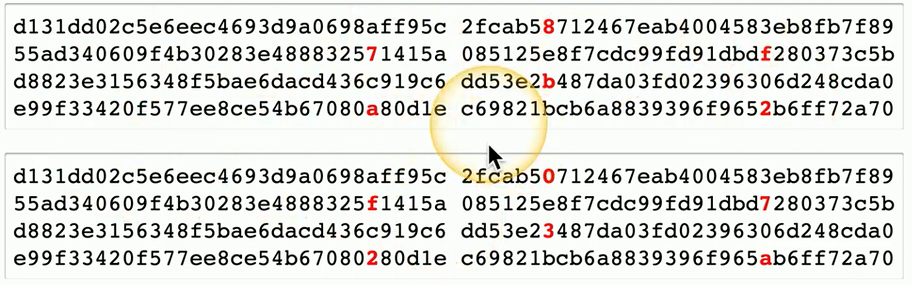 d131dd02c5e6eec4693d9a0698aff95c 2fcab58712467eab4004583eb8fb7f89
55ad340609f4b30283e488832571415a 085125e8f7cdc99fd91dbdf280373c5b
d8823e3156348f5bae6dacd436c919c6 dd53e2b487da03fd02396306d248cda0
e99f33420f577ee8ce54b67080a80d1e c69821bcb6a8839396f9652b6ff72a70
d131dd02c5e6eec4693d9a0698aff95c 2fcab50712467eab4004583eb8fb7f89
55ad340609f4b30283e4888325f1415a 085125e8f7cdc99fd91dbd7280373c5b
d8823e3156348f5bae6dacd436c919c6 dd53e23487da03fd02396306d248cda0
e99f33420f577ee8ce54b67080280d1e c69821bcb6a8839396f965ab6ff72a70